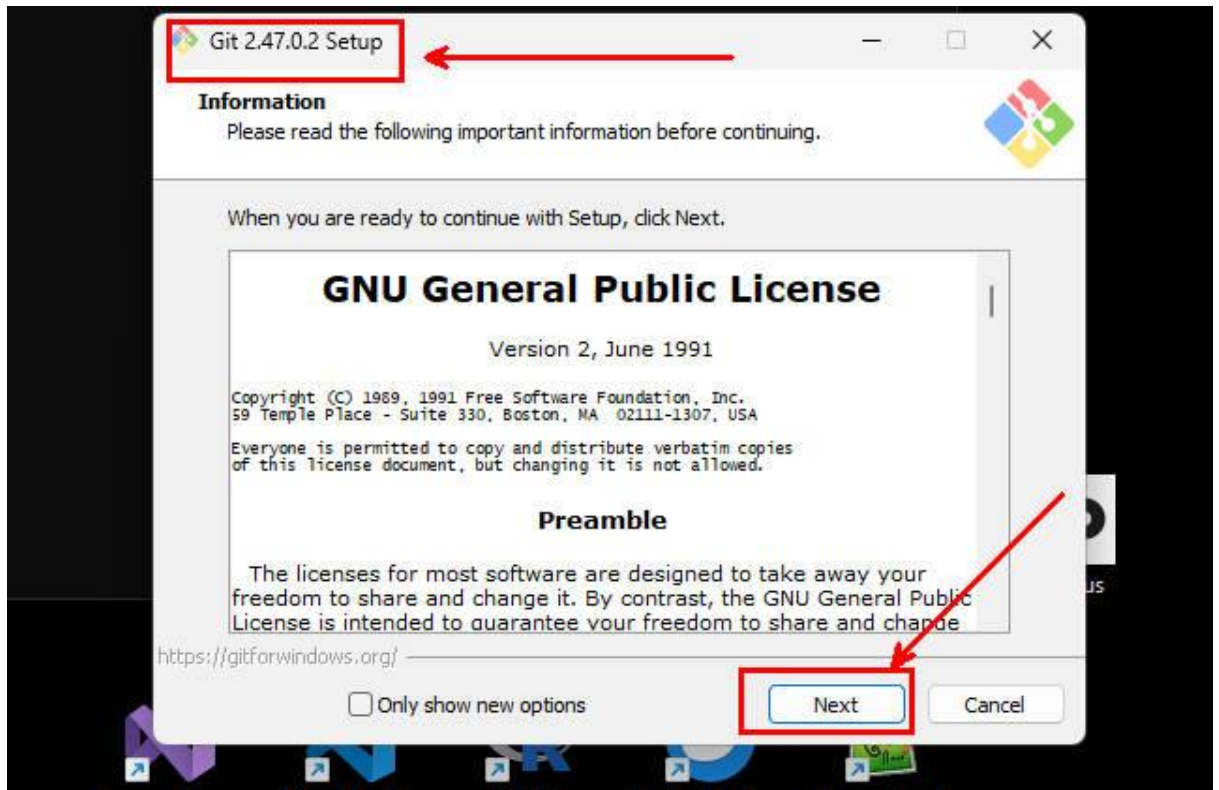 Git 2.47.0.2 Setup
Information
Please read the following important information before continuing.
When you are ready to continue with Setup, click Next.
GNU General Public License
Version 2, June 1991
Copyright (C) 1989, 1991 Free Software Foundation, Inc.
59 Temple Place - Suite 330, Boston, MA 02111-1307, USA
Everyone is permitted to copy and distribute verbatim copies
of this license document, but changing it is not allowed.
Preamble
The licenses for most software are designed to take away your
freedom to share and change it. By contrast, the GNU General Public
License is intended to guarantee your freedom to share and change
us
https://gitforwindows.org/
Only show new options
Next
Cancel